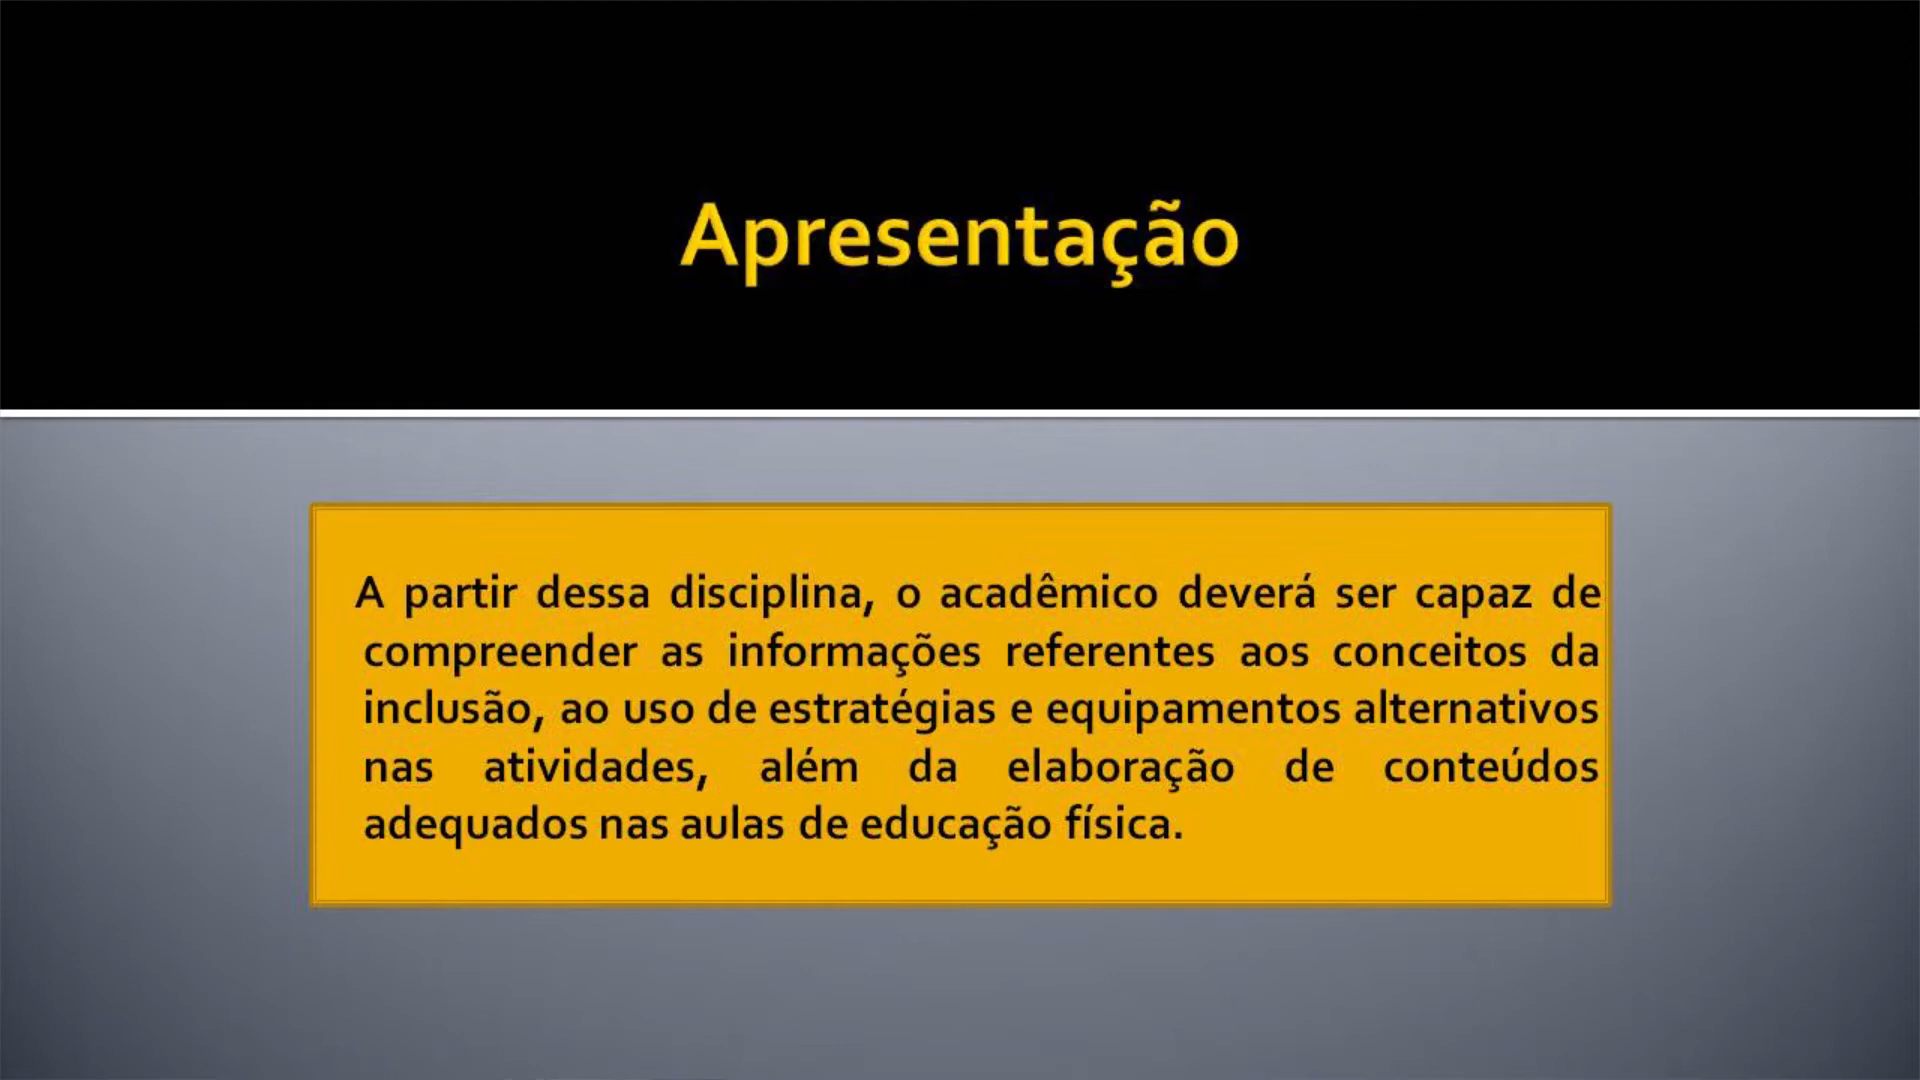 Apresentação
A partir dessa disciplina, o acadêmico deverá ser capaz de
compreender as informações referentes aos conceitos da
inclusão, ao uso de estratégias e equipamentos alternativos
nas atividades, além da elaboração de conteúdos
adequados nas aulas de educação física.